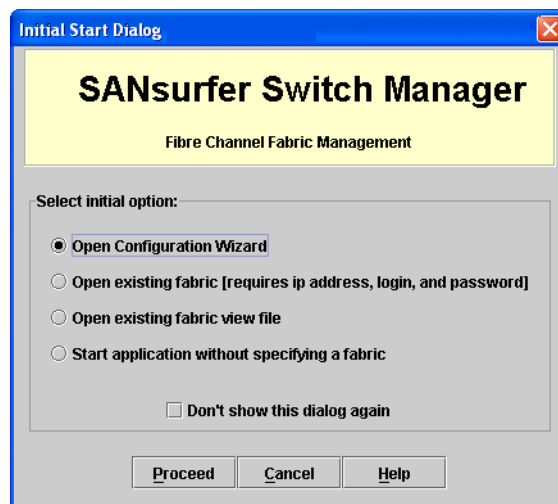 Initial Start Dialog
SANsurfer Switch Manager
Fibre Channel Fabric Management
Select initial option:
Open Configuration Wizard
Open existing fabric [requires ip address, login, and password]
Open existing fabric view file
Start application without specifying a fabric
Don't show this dialog again
Proceed Cancel Help